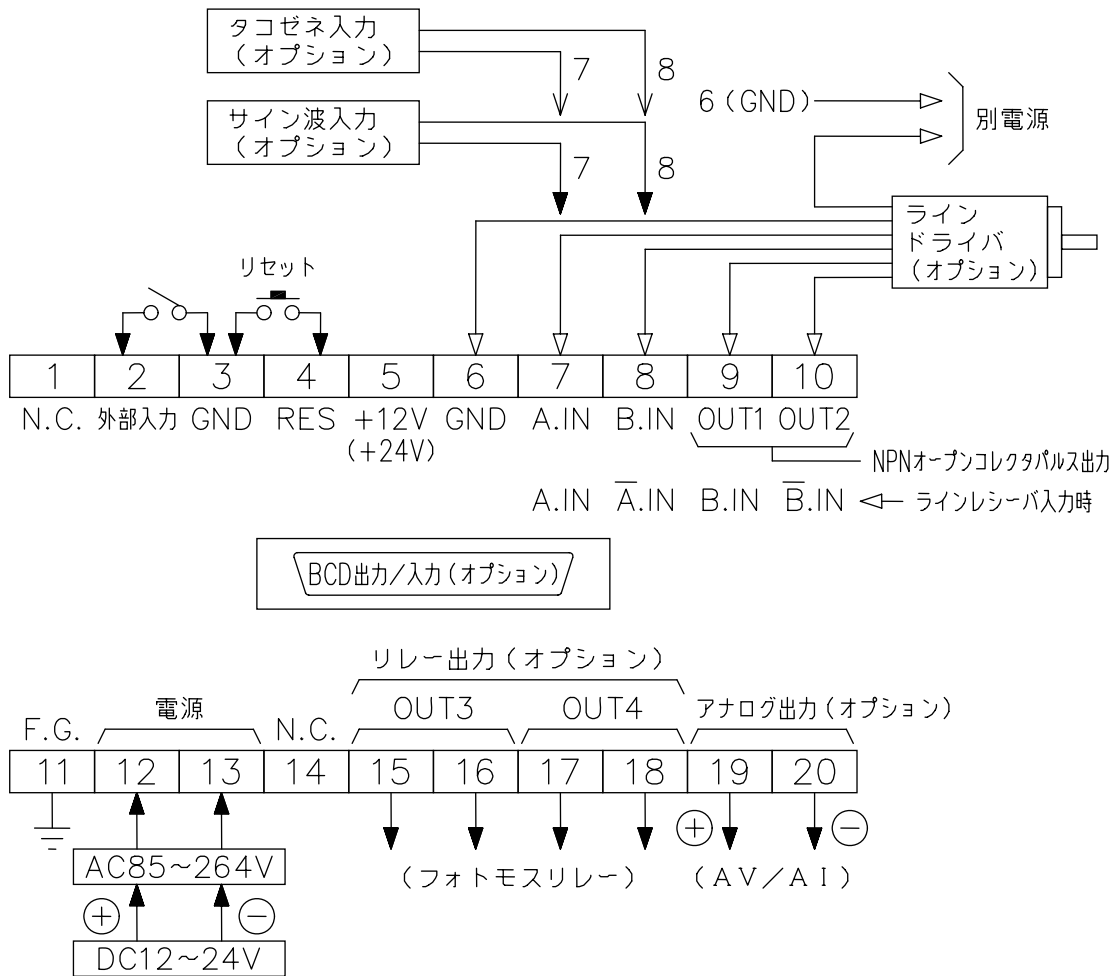 タコゼネ入力
（オプション）
7
8
サイン波入力
（オプション）
7
8
6（GND）
別電源
ライン
ドライバ
（オプション）
リセット
1 2 3 4 5 6 7 8 9 10
N.C. 外部入力 GND RES +12V GND A.IN B.IN OUT1 OUT2
(+24V)
NPNオープンコレクタパルス出力
A.IN A̅.IN B.IN B̅.IN ラインレシーバ入力時
BCD出力/入力（オプション）
リレー出力（オプション）
F.G. 電源 N.C. OUT3 OUT4 アナログ出力（オプション）
11 12 13 14 15 16 17 18 19 20
+ −
AC85~264V
（フォトモスリレー） （AV／AI）
+ −
DC12~24V